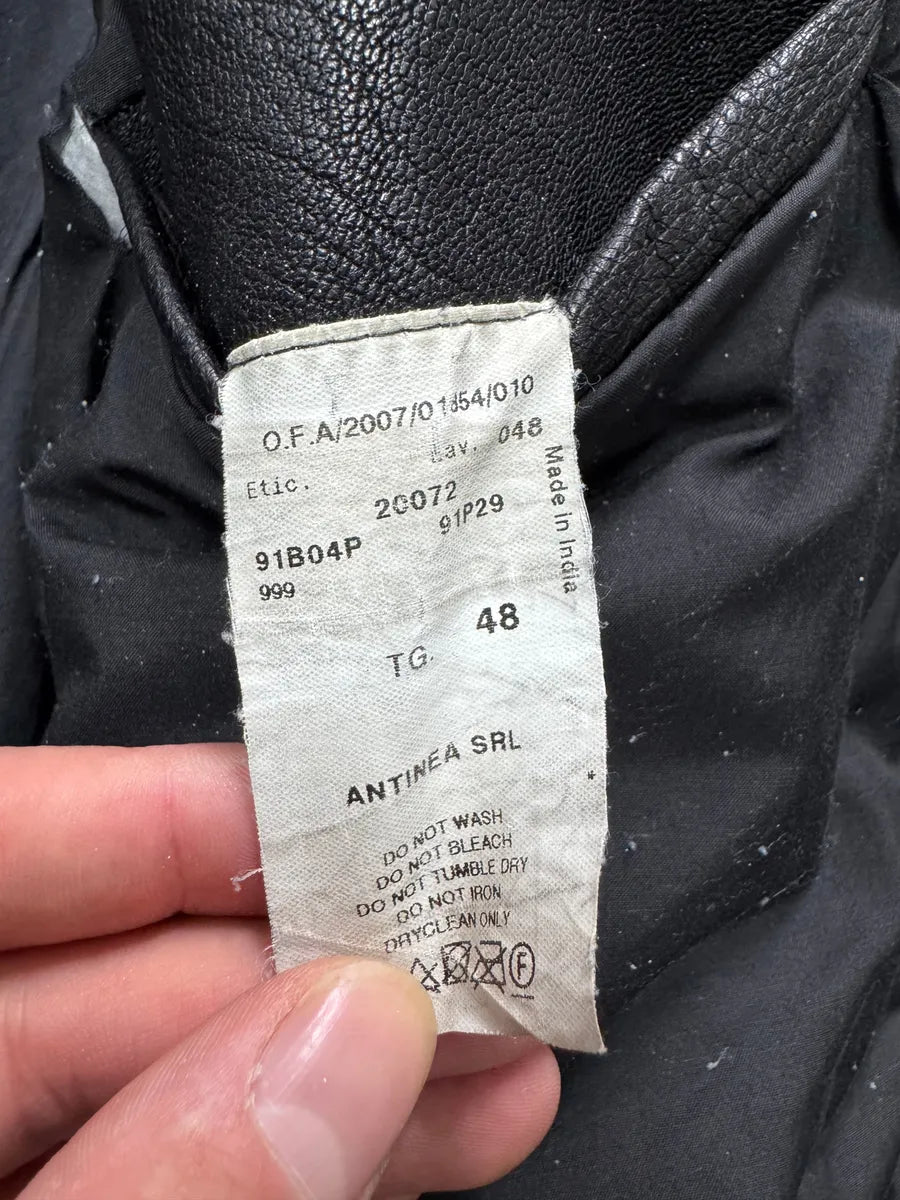 O.F.A/2007/01854/010
Lav. 048
Etic.
20072
91B04P 91P29
999
Made in India
48
TG.
ANTINEA SRL
*
DO NOT WASH
DO NOT BLEACH
DO NOT TUMBLE DRY
DO NOT IRON
DRYCLEAN ONLY
F